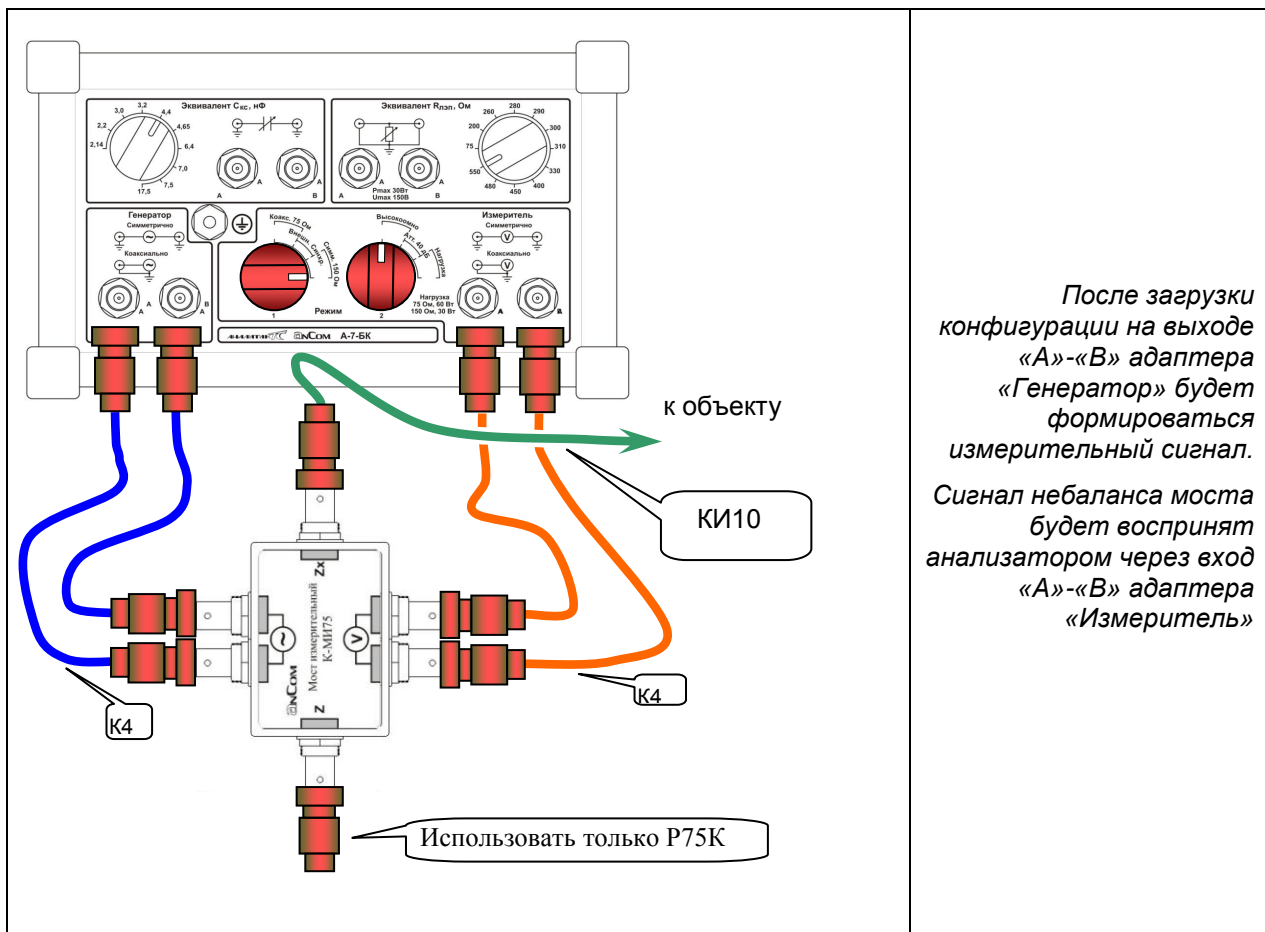 Эквивалент Скс, нФ
2,14
2,2
3,0
3,2
4,4
4,65
6,4
7,0
7,5
17,5
A
A
A
B
Эквивалент Rпэп, Ом
A
A
A
B
Pmax 30Вт
Umax 150В
75
200
260
280
290
300
310
330
400
450
480
550
Генератор
Симметрично
Коаксиально
A
A
B
A
Коакс. 75 Ом
Внешн. Синхр.
Симм. 150 Ом
1
Режим
Высокоомно
Атт. 40 дБ
Нагрузка
Нагрузка
75 Ом, 60 Вт
150 Ом, 30 Вт
2
Измеритель
Симметрично
V
Коаксиально
V
A
B
AnCom А-7-БК
к объекту
КИ10
Zx
Мост измерительный
К-МИ75
AnCom
Z
V
К4
К4
Использовать только Р75К
После загрузки
конфигурации на выходе
«А»-«В» адаптера
«Генератор» будет
формироваться
измерительный сигнал.
Сигнал небаланса моста
будет воспринят
анализатором через вход
«А»-«В» адаптера
«Измеритель»